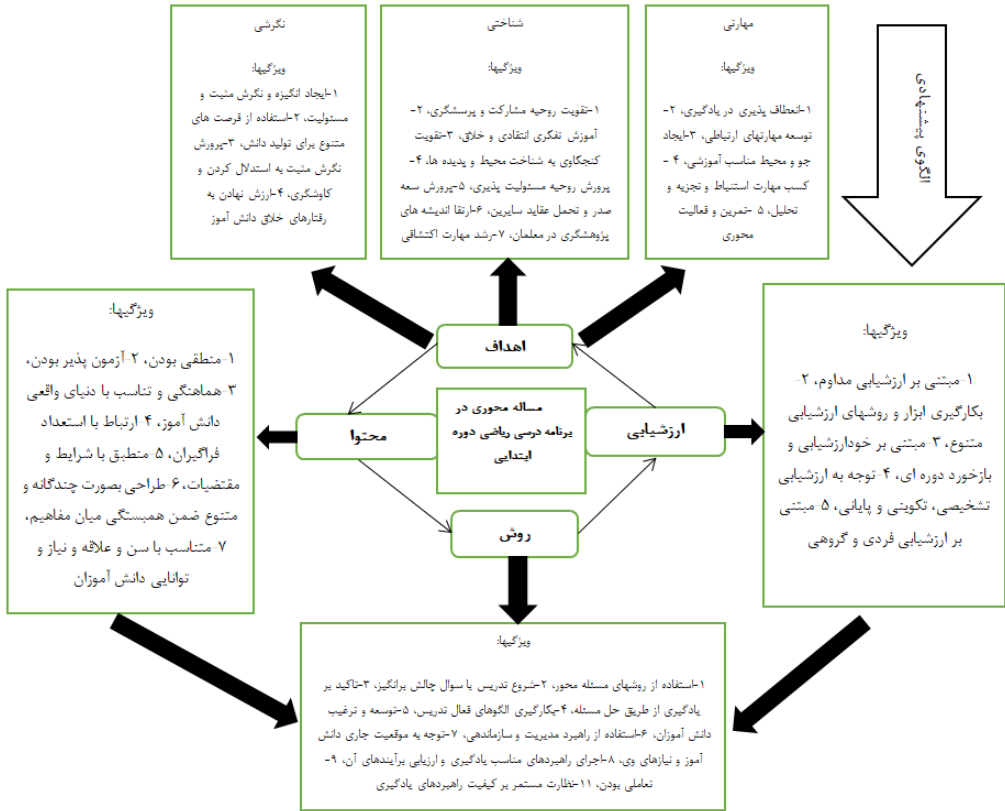 الگوی پیشنهادی
مهارتی
ویژگیها:
۱-انعطاف پذیری در یادگیری، ۲-
توسعه مهارتهای ارتباطی، ۳-ایجاد
جو و محیط مناسب آموزشی، ۴-
کسب مهارت استنباط و تجزیه و
تحلیل، ۵- تمرین و فعالیت
محوری
شناختی
ویژگیها:
۱-تقویت روحیه مشارکت و پرسشگری، ۲-
آموزش تفکری انتقادی و خلاق، ۳-تقویت
کنجگاوی به شناخت محیط و پدیده ها، ۴-
پرورش روحیه مسئولیت پذیری، ۵-پرورش سعه
صدر و تحمل عقاید سایرین، ۶-ارتقا اندیشه های
پژوهشگری در معلمان، ۷-رشد مهارت اکتشافی
نگرشی
ویژگیها:
۱-ایجاد انگیزه و نگرش مثبت و
مسئولیت، ۲-استفاده از فرصت های
متنوع برای تولید دانش، ۳-پرورش
نگرش مثبت به استدلال کردن و
کاوشگری، ۴-ارزش نهادن به
رفتارهای خلاق دانش آموز
اهداف
ارزشیابی
مساله محوری در
برنامه درسی ریاضی دوره
ابتدایی
محتوا
روش
ویژگیها:
۱-مبتنی بر ارزشیابی مداوم، ۲-
بکارگیری ابزار و روشهای ارزشیابی
متنوع، ۳-مبتنی بر خودارزشیابی و
بازخورد دوره ای، ۴-توجه به ارزشیابی
تشخیصی، تکوینی و پایانی، ۵-مبتنی
بر ارزشیابی فردی و گروهی
ویژگیها:
۱-منطقی بودن، ۲-آزمون پذیر بودن،
۳-هماهنگی و تناسب با دنیای واقعی
دانش آموز، ۴-ارتباط با استعداد
فراگیران، ۵-منطبق با شرایط و
مقتضیات، ۶-طراحی بصورت چندگانه و
متنوع ضمن همبستگی میان مفاهیم،
۷-متناسب با سن و علاقه و نیاز و
توانایی دانش آموزان
ویژگیها:
۱-استفاده از روشهای مسئله محور، ۲-شروع تدریس با سوال چالش برانگیز، ۳-تاکید بر
یادگیری از طریق حل مسئله، ۴-بکارگیری الگوهای فعال تدریس، ۵-توسعه و ترغیب
دانش آموزان، ۶-استفاده از راهبرد مدیریت و سازماندهی، ۷-توجه به موقعیت جاری دانش
آموز و نیازهای وی، ۸-اجرای راهبردهای مناسب یادگیری و ارزیابی برآیندهای آن، ۹-
تعاملی بودن، ۱۱-نظارت مستمر بر کیفیت راهبردهای یادگیری